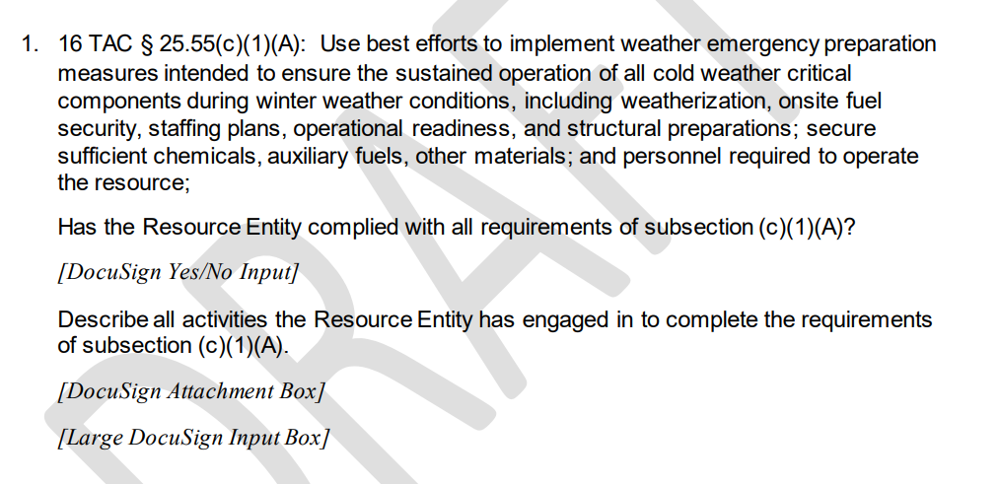 1. 16 TAC § 25.55(c)(1)(A): Use best efforts to implement weather emergency preparation
measures intended to ensure the sustained operation of all cold weather critical
components during winter weather conditions, including weatherization, onsite fuel
security, staffing plans, operational readiness, and structural preparations; secure
sufficient chemicals, auxiliary fuels, other materials; and personnel required to operate
the resource;
Has the Resource Entity complied with all requirements of subsection (c)(1)(A)?
[DocuSign Yes/No Input]
Describe all activities the Resource Entity has engaged in to complete the requirements
of subsection (c)(1)(A).
[DocuSign Attachment Box]
[Large DocuSign Input Box]
DRAFT